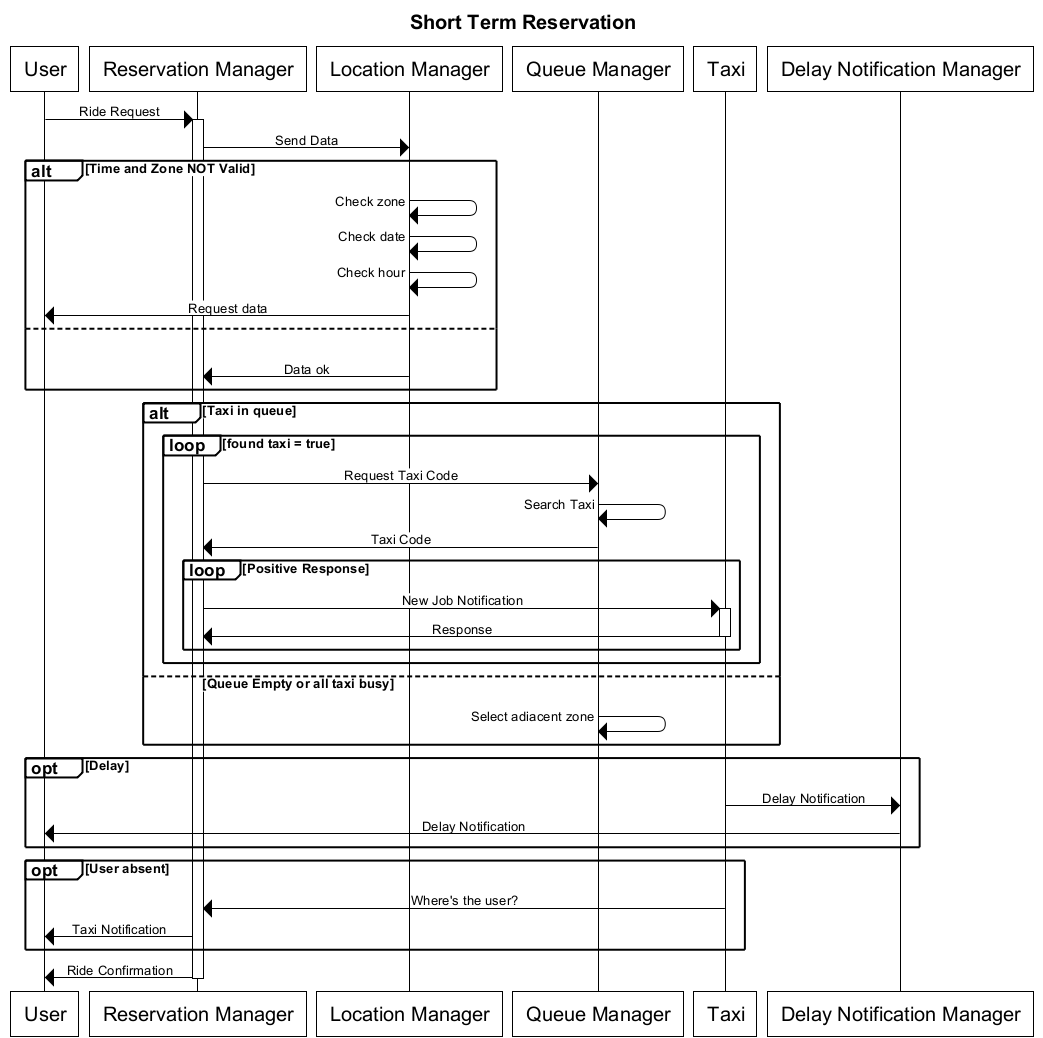 Short Term Reservation
User
Reservation Manager
Location Manager
Queue Manager
Taxi
Delay Notification Manager
Ride Request
Send Data
alt
[Time and Zone NOT Valid]
Check zone
Check date
Check hour
Request data
Data ok
alt
[Taxi in queue]
loop
[found taxi = true]
Request Taxi Code
Search Taxi
Taxi Code
loop
[Positive Response]
New Job Notification
Response
[Queue Empty or all taxi busy]
Select adiacent zone
opt
[Delay]
Delay Notification
Delay Notification
opt
[User absent]
Where's the user?
Taxi Notification
Ride Confirmation
User
Reservation Manager
Location Manager
Queue Manager
Taxi
Delay Notification Manager